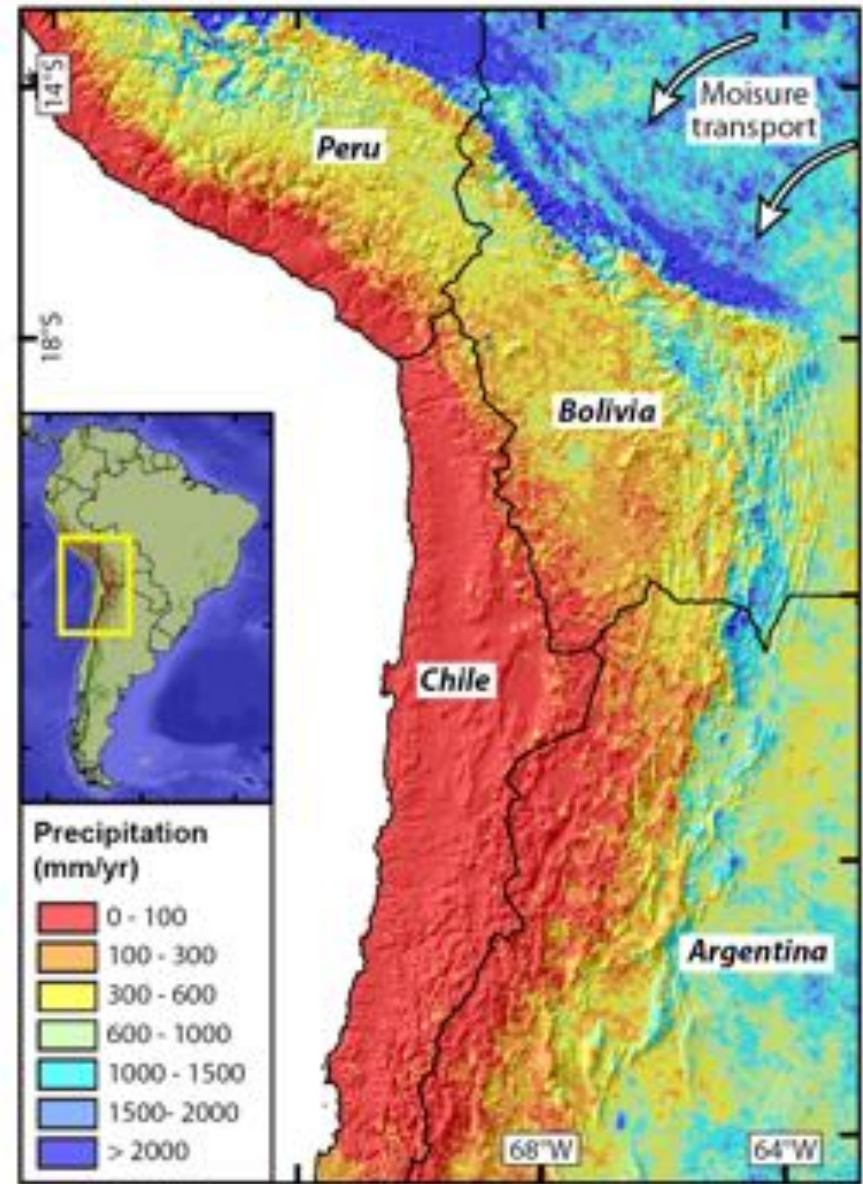 14°S
Moisure
transport
Peru
18°S
Bolivia
Chile
Precipitation
(mm/yr)
0 - 100
100 - 300
300 - 600
600 - 1000
1000 - 1500
1500- 2000
> 2000
Argentina
68°W
64°W